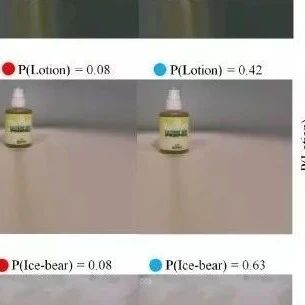 P(Lotion) = 0.08
P(Lotion) = 0.42
P(Ice-bear) = 0.08
P(Ice-bear) = 0.63